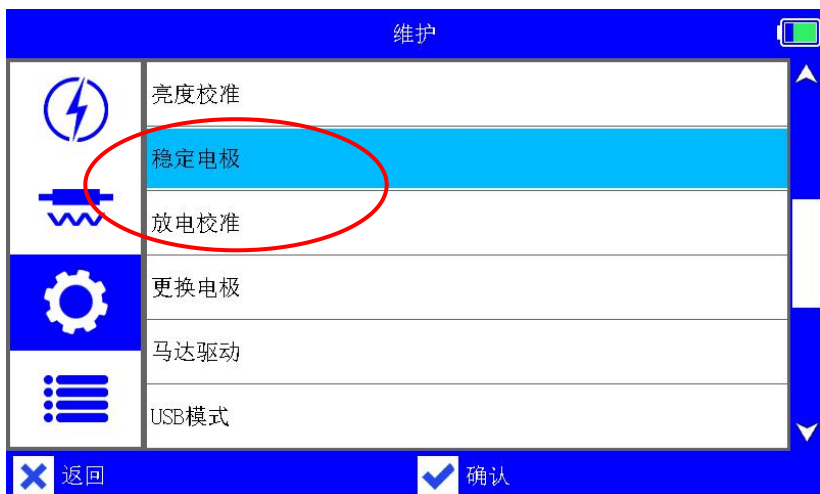 维护
亮度校准
稳定电极
放电校准
更换电极
马达驱动
USB模式
返回
确认